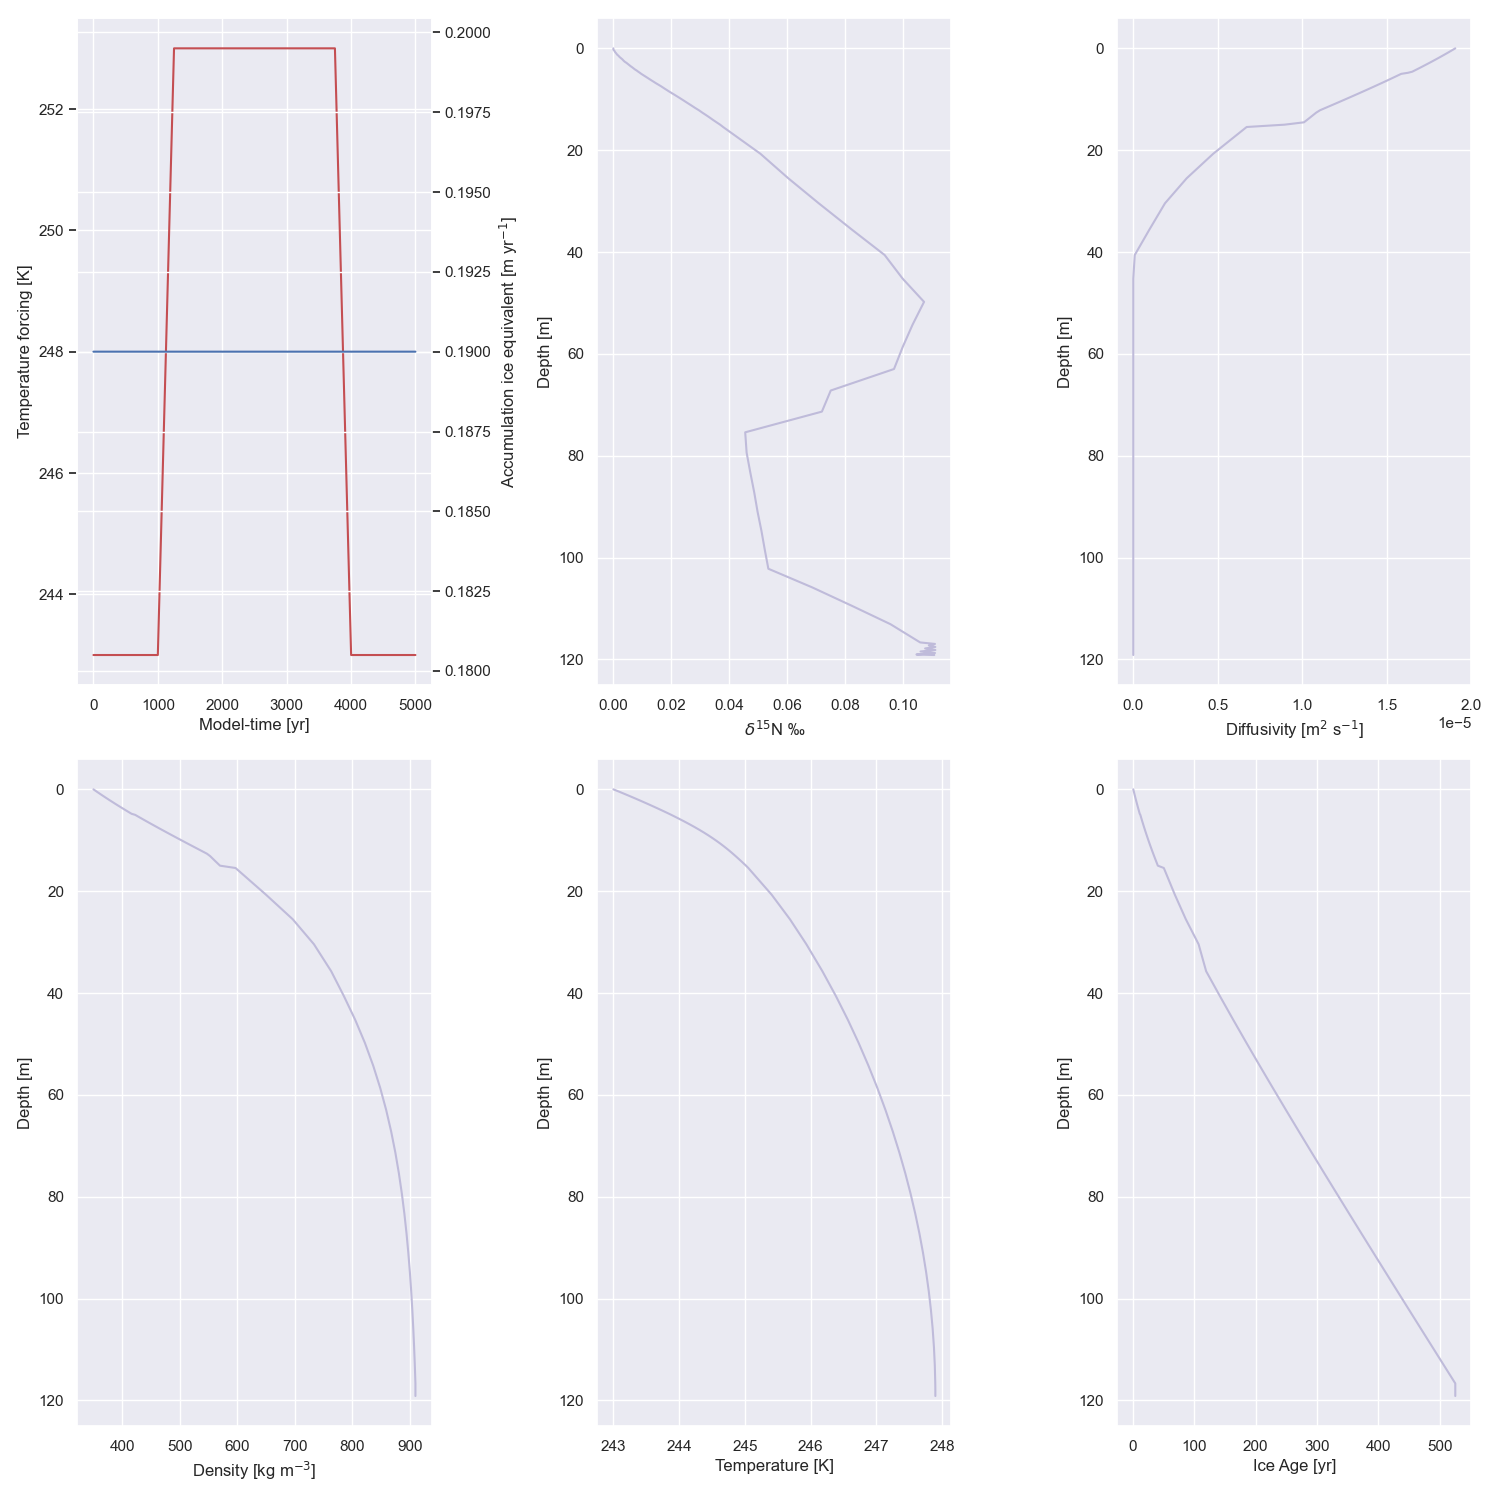 Temperature forcing [K]
252
250
248
246
244
0.2000
0.1975
0.1950
0.1925
0.1900
0.1875
0.1850
0.1825
0.1800
Accumulation ice equivalent [m yr⁻¹]
0 1000 2000 3000 4000 5000
Model-time [yr]
Depth [m]
0
20
40
60
80
100
120
0.00 0.02 0.04 0.06 0.08 0.10
δ¹⁵N ‰
Depth [m]
0
20
40
60
80
100
120
0.0 0.5 1.0 1.5 2.0
1e−5
Diffusivity [m² s⁻¹]
Depth [m]
0
20
40
60
80
100
120
400 500 600 700 800 900
Density [kg m⁻³]
Depth [m]
0
20
40
60
80
100
120
243 244 245 246 247 248
Temperature [K]
Depth [m]
0
20
40
60
80
100
120
0 100 200 300 400 500
Ice Age [yr]